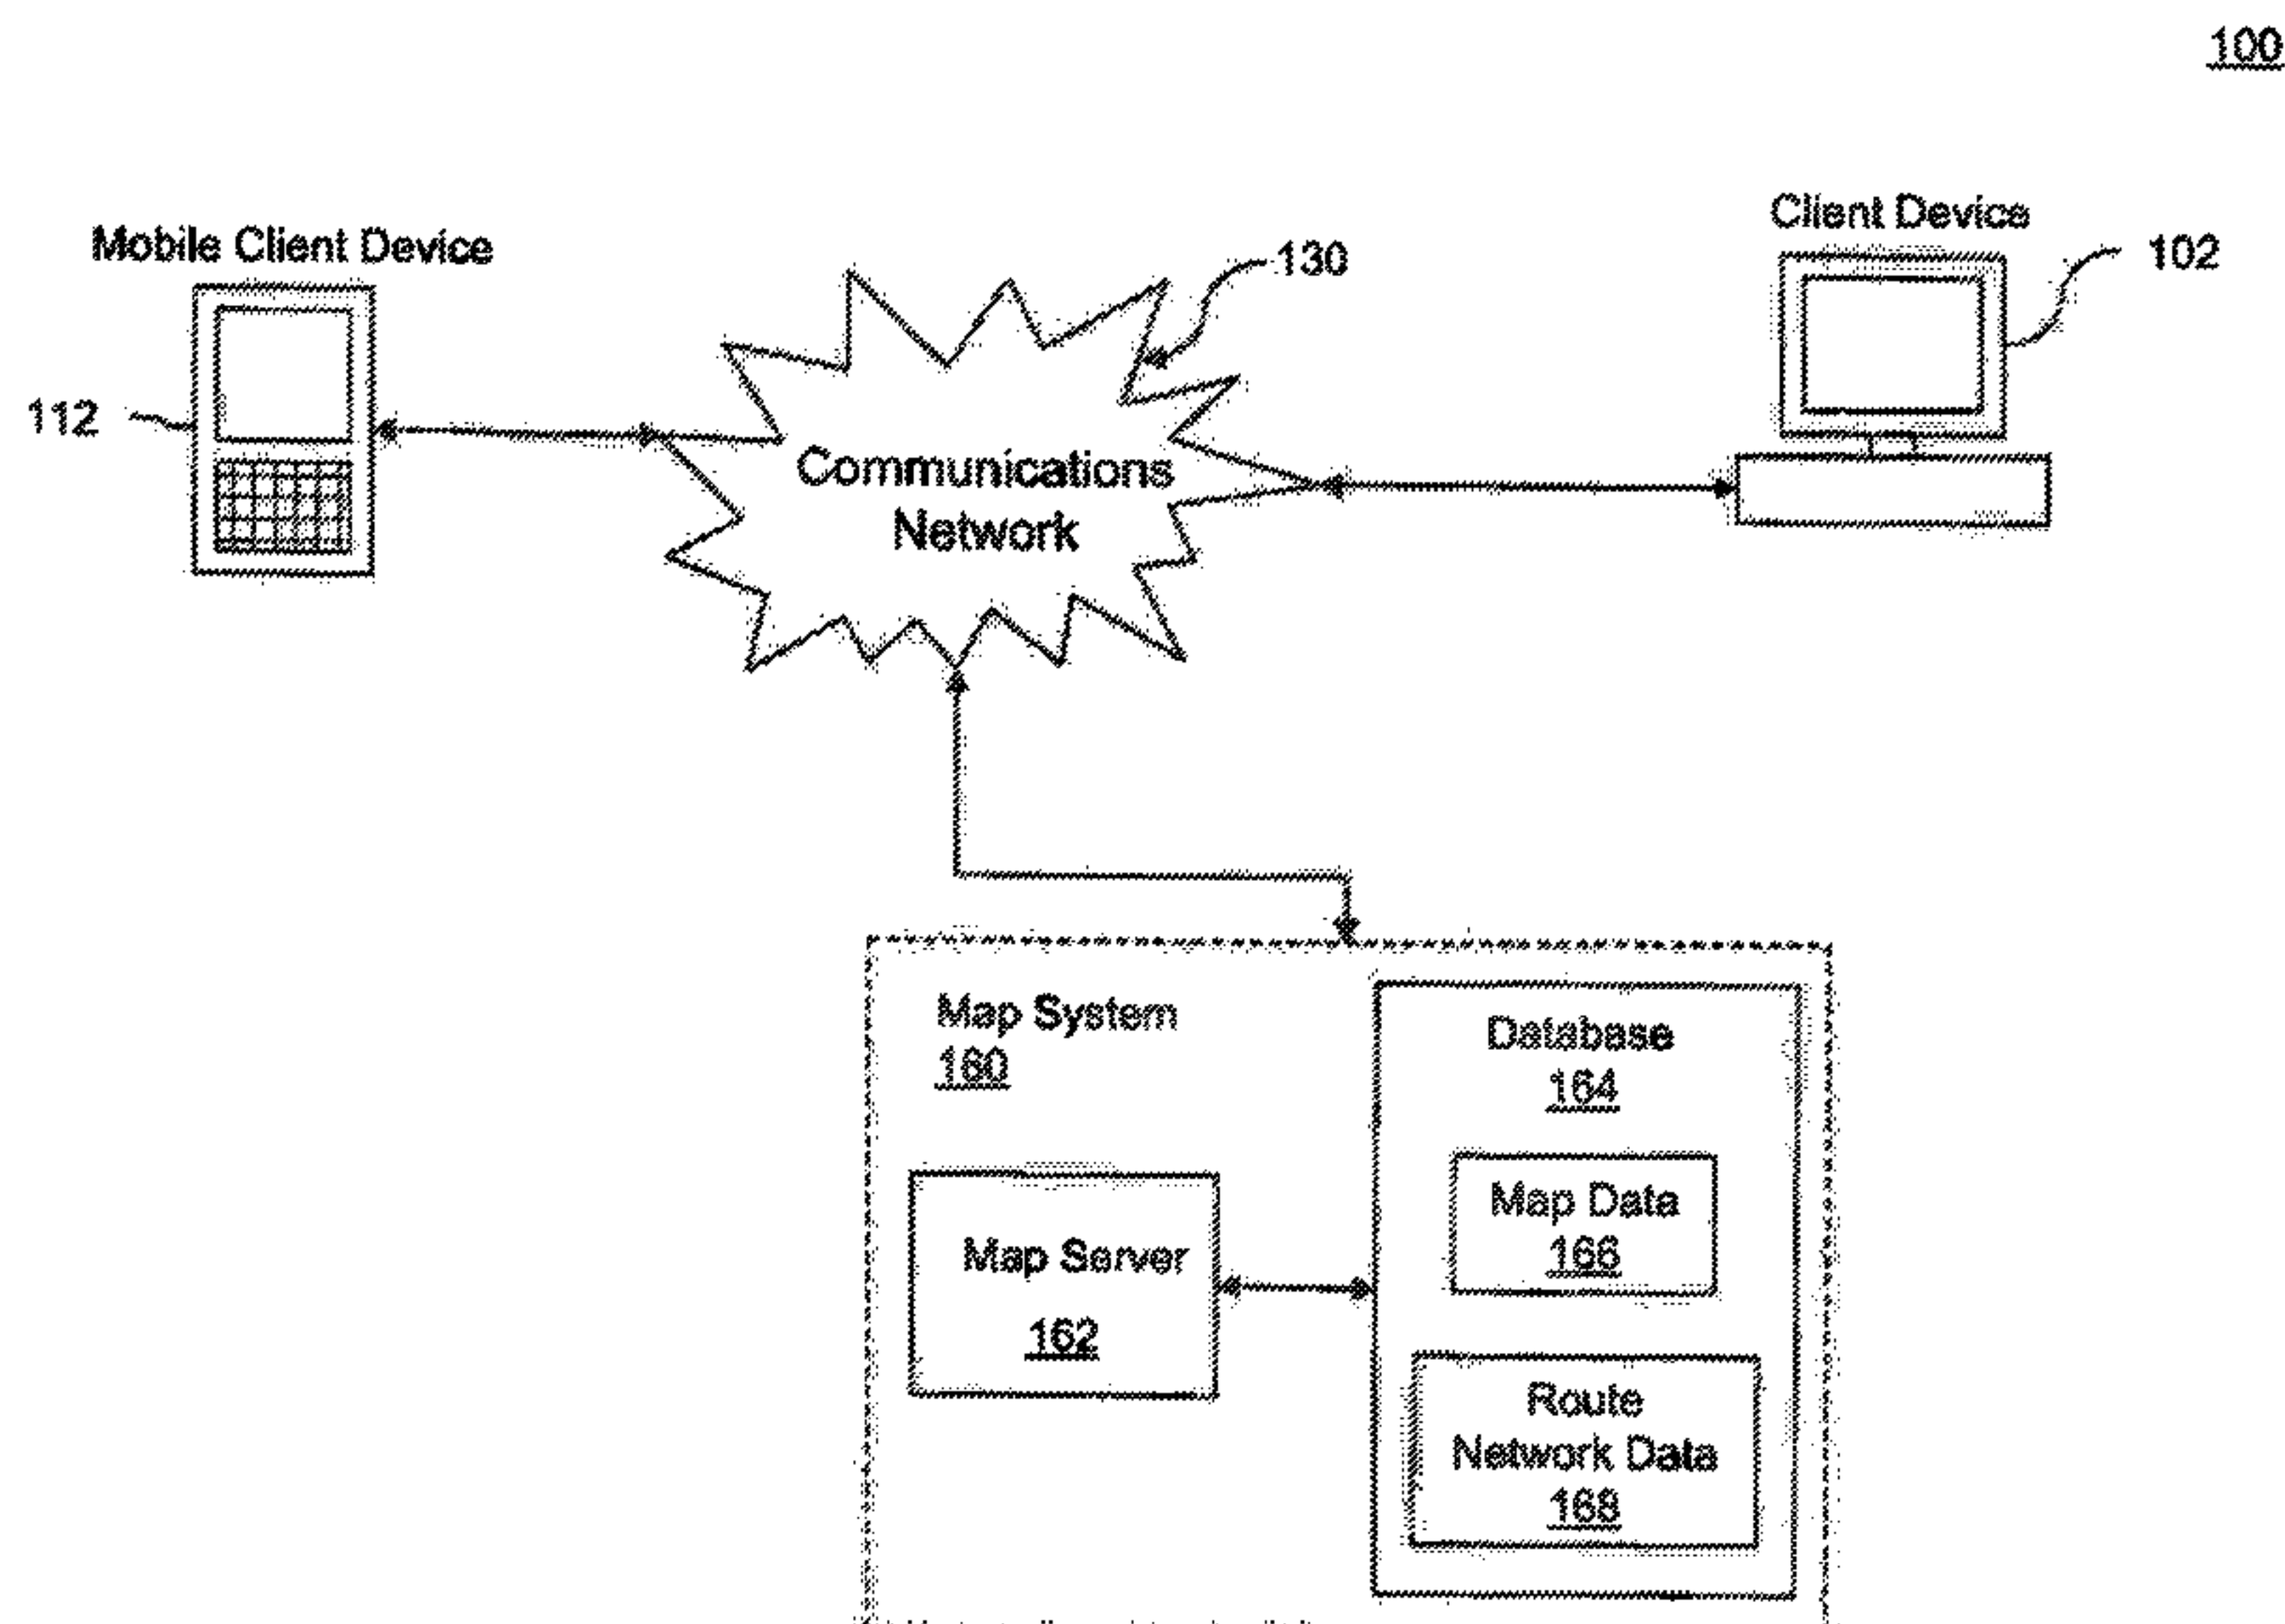 100
Client Device
Mobile Client Device
130
102
112
Communications
Network
Map System
160
Database
164
Map Data
166
Map Server
162
Route
Network Data
168